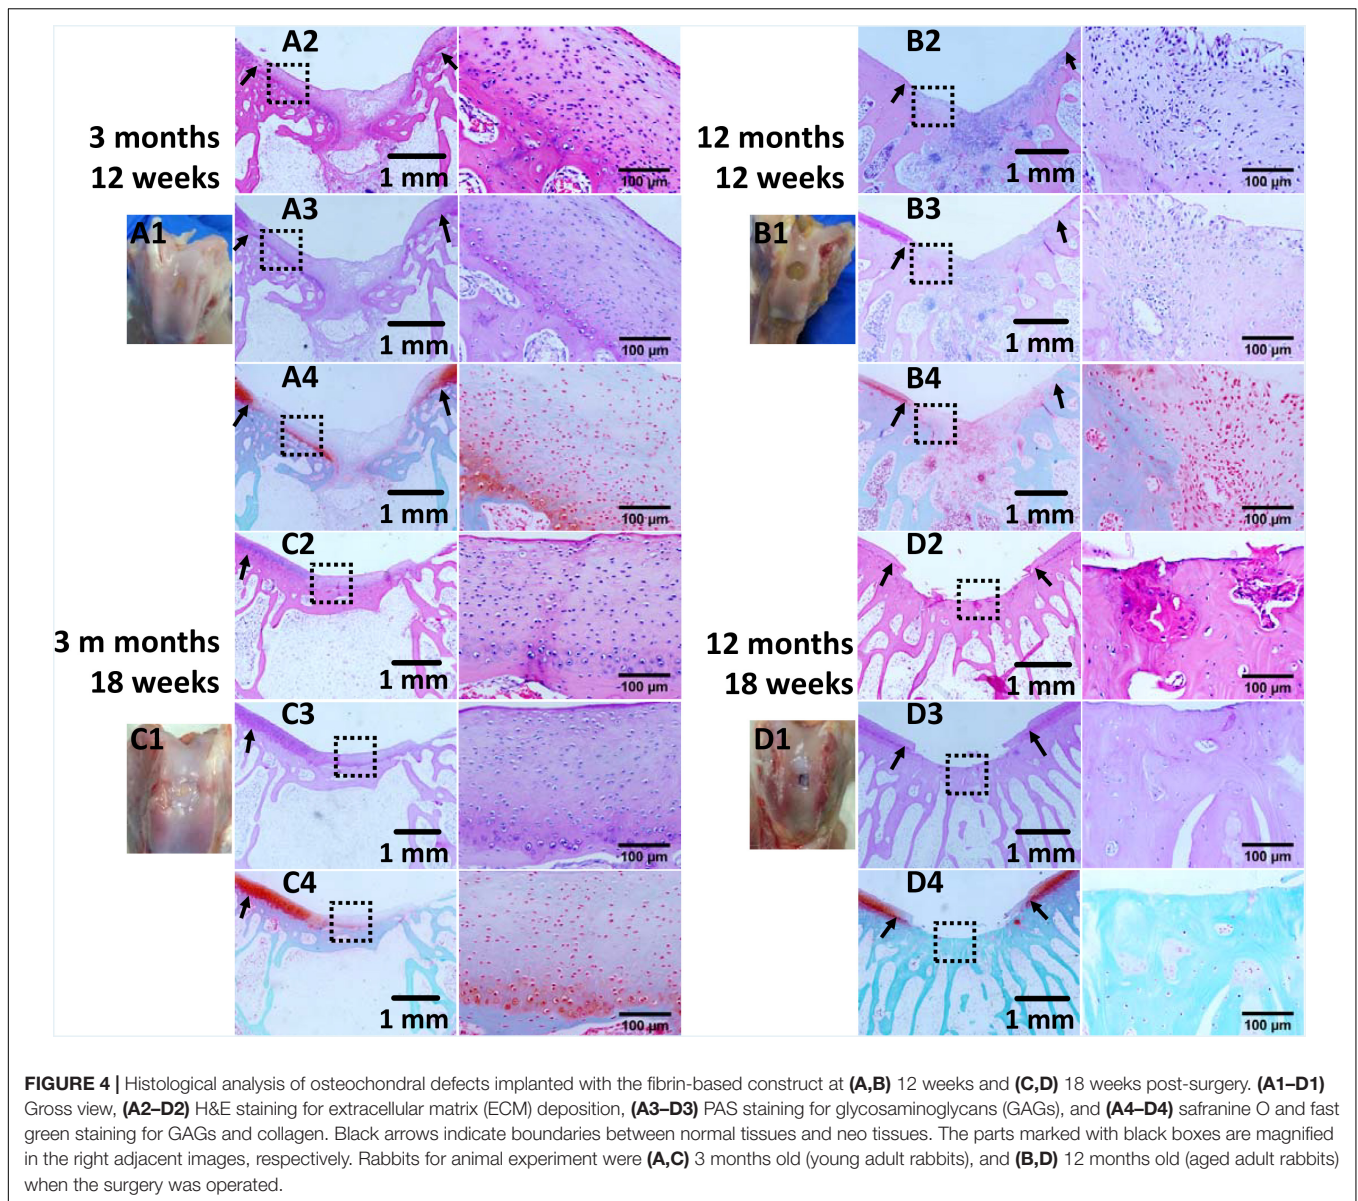 A2
B2
3 months
12 weeks
1 mm
100 µm
12 months
12 weeks
1 mm
100 µm
A1
A3
1 mm
100 µm
B1
B3
1 mm
100 µm
A4
1 mm
100 µm
B4
1 mm
100 µm
C2
3 m months
18 weeks
1 mm
100 µm
D2
12 months
18 weeks
1 mm
100 µm
C1
C3
1 mm
100 µm
D1
D3
1 mm
100 µm
C4
1 mm
100 µm
D4
1 mm
100 µm
FIGURE 4 | Histological analysis of osteochondral defects implanted with the fibrin-based construct at (A,B) 12 weeks and (C,D) 18 weeks post-surgery. (A1–D1)
Gross view, (A2–D2) H&E staining for extracellular matrix (ECM) deposition, (A3–D3) PAS staining for glycosaminoglycans (GAGs), and (A4–D4) safranine O and fast
green staining for GAGs and collagen. Black arrows indicate boundaries between normal tissues and neo tissues. The parts marked with black boxes are magnified
in the right adjacent images, respectively. Rabbits for animal experiment were (A,C) 3 months old (young adult rabbits), and (B,D) 12 months old (aged adult rabbits)
when the surgery was operated.